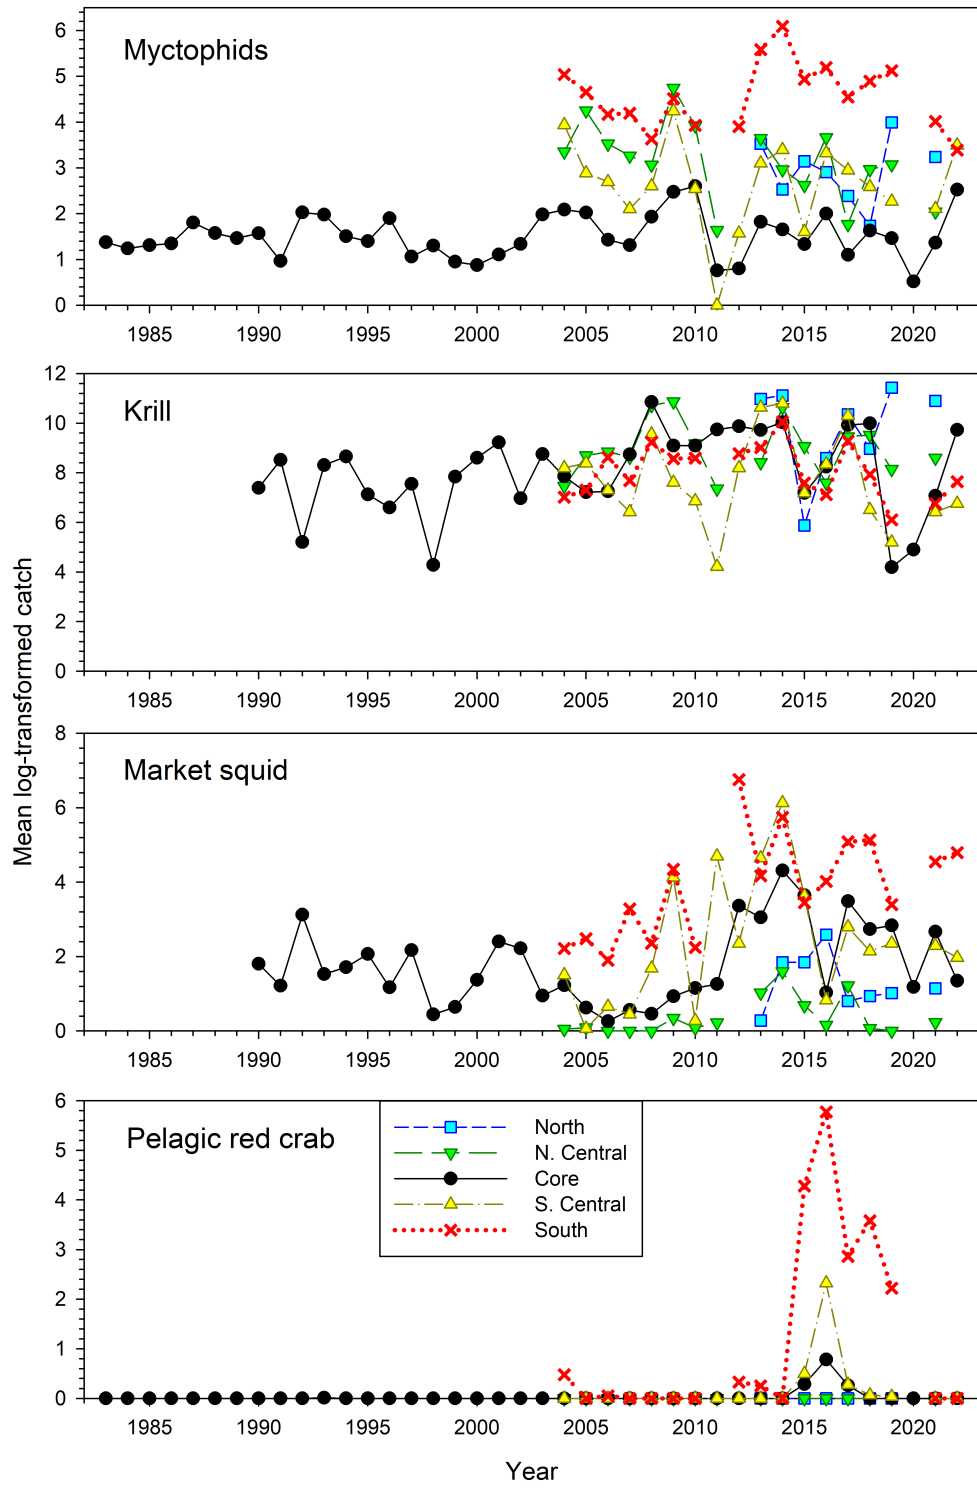 Mean log-transformed catch
Myctophids
6
5
4
3
2
1
0
1985 1990 1995 2000 2005 2010 2015 2020
Krill
12
10
8
6
4
2
0
1985 1990 1995 2000 2005 2010 2015 2020
Market squid
8
6
4
2
0
1985 1990 1995 2000 2005 2010 2015 2020
Pelagic red crab
6
5
4
3
2
1
0
North
N. Central
Core
S. Central
South
1985 1990 1995 2000 2005 2010 2015 2020
Year